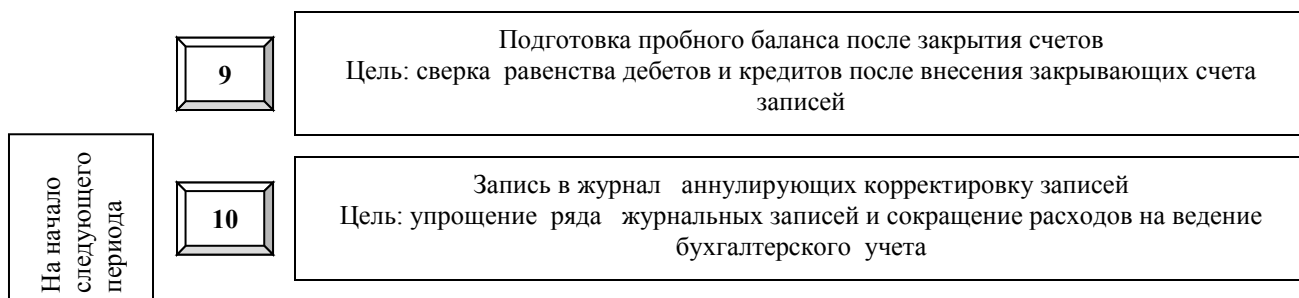 9
Подготовка пробного баланса после закрытия счетов
Цель: сверка равенства дебетов и кредитов после внесения закрывающих счета
записей
На начало
следующего
периода
10
Запись в журнал аннулирующих корректировку записей
Цель: упрощение ряда журнальных записей и сокращение расходов на ведение
бухгалтерского учета